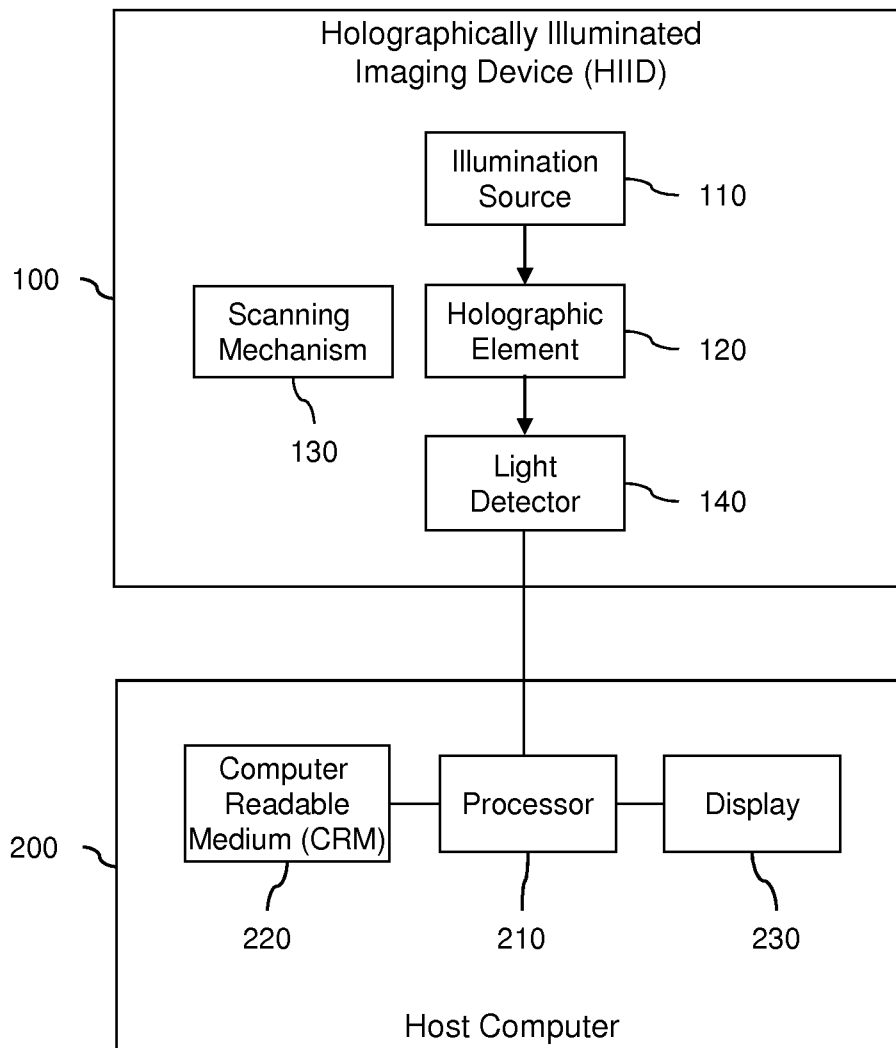 Holographically Illuminated
Imaging Device (HIID)
Illumination
Source
110
100
Scanning
Mechanism
Holographic
Element
120
130
Light
Detector
140
Computer
Readable
Medium (CRM)
Processor
Display
200
220
210
230
Host Computer